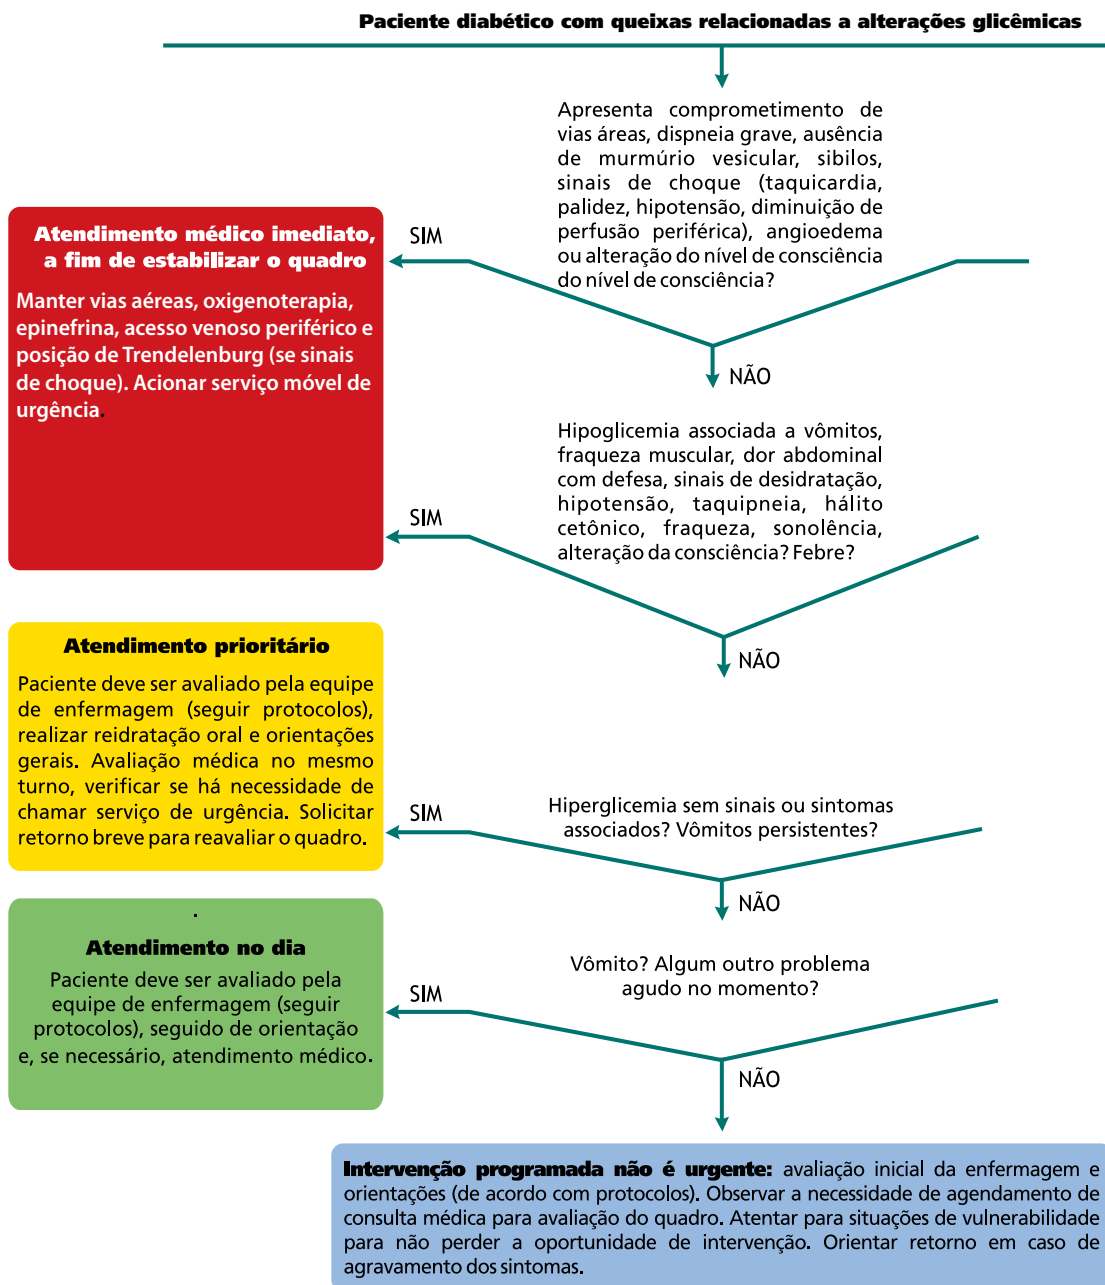 Paciente diabético com queixas relacionadas a alterações glicêmicas
Apresenta comprometimento de
vias áreas, dispneia grave, ausência
de murmúrio vesicular, sibilos,
sinais de choque (taquicardia,
palidez, hipotensão, diminuição de
perfusão periférica), angioedema
ou alteração do nível de consciência
do nível de consciência?
SIM
Atendimento médico imediato,
a fim de estabilizar o quadro
Manter vias aéreas, oxigenoterapia,
epinefrina, acesso venoso periférico e
posição de Trendelenburg (se sinais
de choque). Acionar serviço móvel de
urgência.
NÃO
Hipoglicemia associada a vômitos,
fraqueza muscular, dor abdominal
com defesa, sinais de desidratação,
hipotensão, taquipneia, hálito
cetônico, fraqueza, sonolência,
alteração da consciência? Febre?
SIM
NÃO
Atendimento prioritário
Paciente deve ser avaliado pela equipe
de enfermagem (seguir protocolos),
realizar reidratação oral e orientações
gerais. Avaliação médica no mesmo
turno, verificar se há necessidade de
chamar serviço de urgência. Solicitar
retorno breve para reavaliar o quadro.
SIM
Hiperglicemia sem sinais ou sintomas
associados? Vômitos persistentes?
NÃO
.
Atendimento no dia
Paciente deve ser avaliado pela
equipe de enfermagem (seguir
protocolos), seguido de orientação
e, se necessário, atendimento médico.
SIM
Vômito? Algum outro problema
agudo no momento?
NÃO
Intervenção programada não é urgente: avaliação inicial da enfermagem e
orientações (de acordo com protocolos). Observar a necessidade de agendamento de
consulta médica para avaliação do quadro. Atentar para situações de vulnerabilidade
para não perder a oportunidade de intervenção. Orientar retorno em caso de
agravamento dos sintomas.